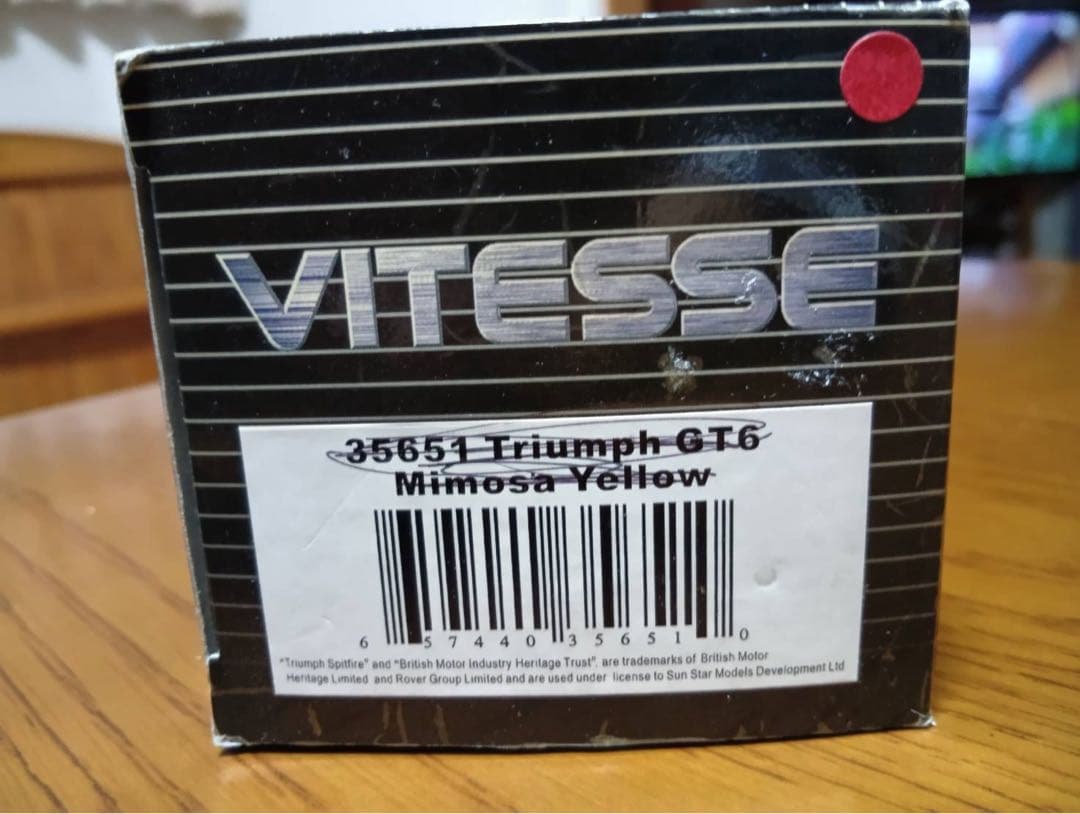 VITESSE
35651 Triumph GT6
Mimosa Yellow
6 57440 35651 0
"Triumph Spitfire" and "British Motor Industry Heritage Trust". are trademarks of British Motor
Heritage Limited and Rover Group Limited and are used under license to Sun Star Models Development Ltd